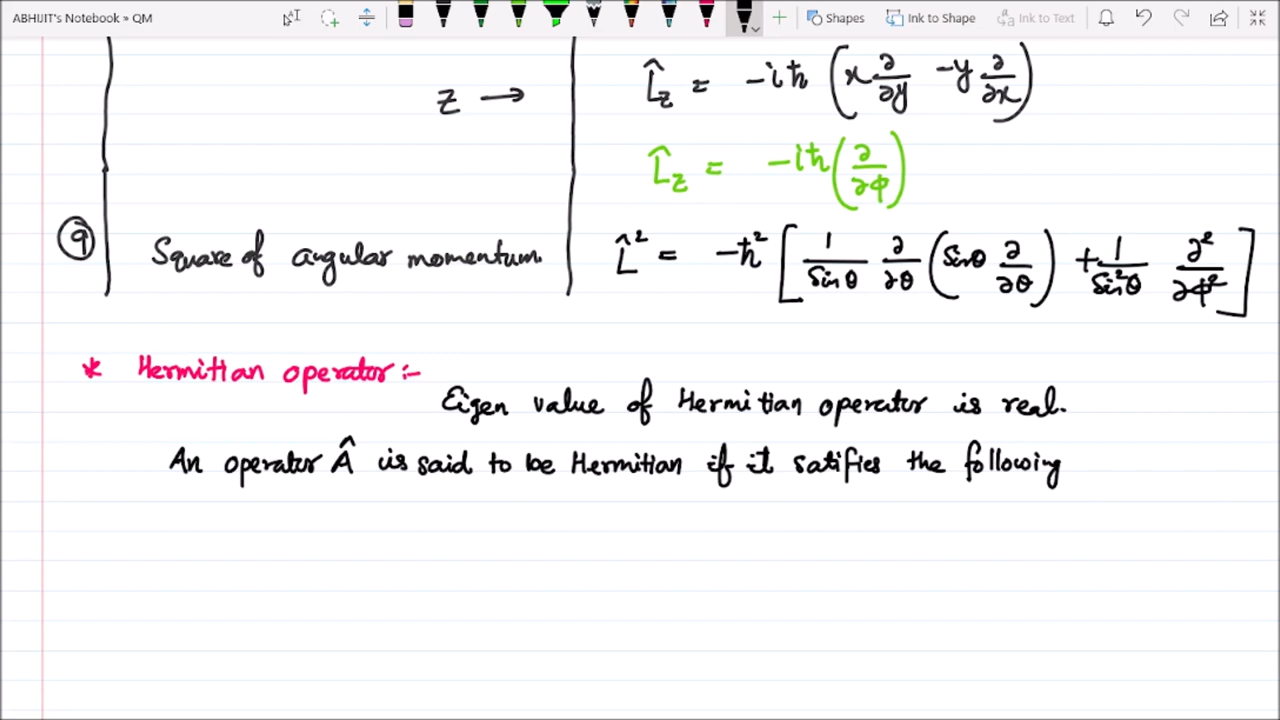 ABHIJIT's Notebook » QM
Shapes
Ink to Shape
Ink to Text
z → L̂z = -iħ (x ∂/∂y - y ∂/∂x)
L̂z = -iħ (∂/∂φ)
⑨ Square of angular momentum. L̂² = -ħ² [1/Sinθ ∂/∂θ (Sinθ ∂/∂θ) + 1/Sin²θ ∂²/∂φ²]
* Hermitian operator :-
Eigen value of Hermitian operator is real.
An operator Â is said to be Hermitian if it satifies the following